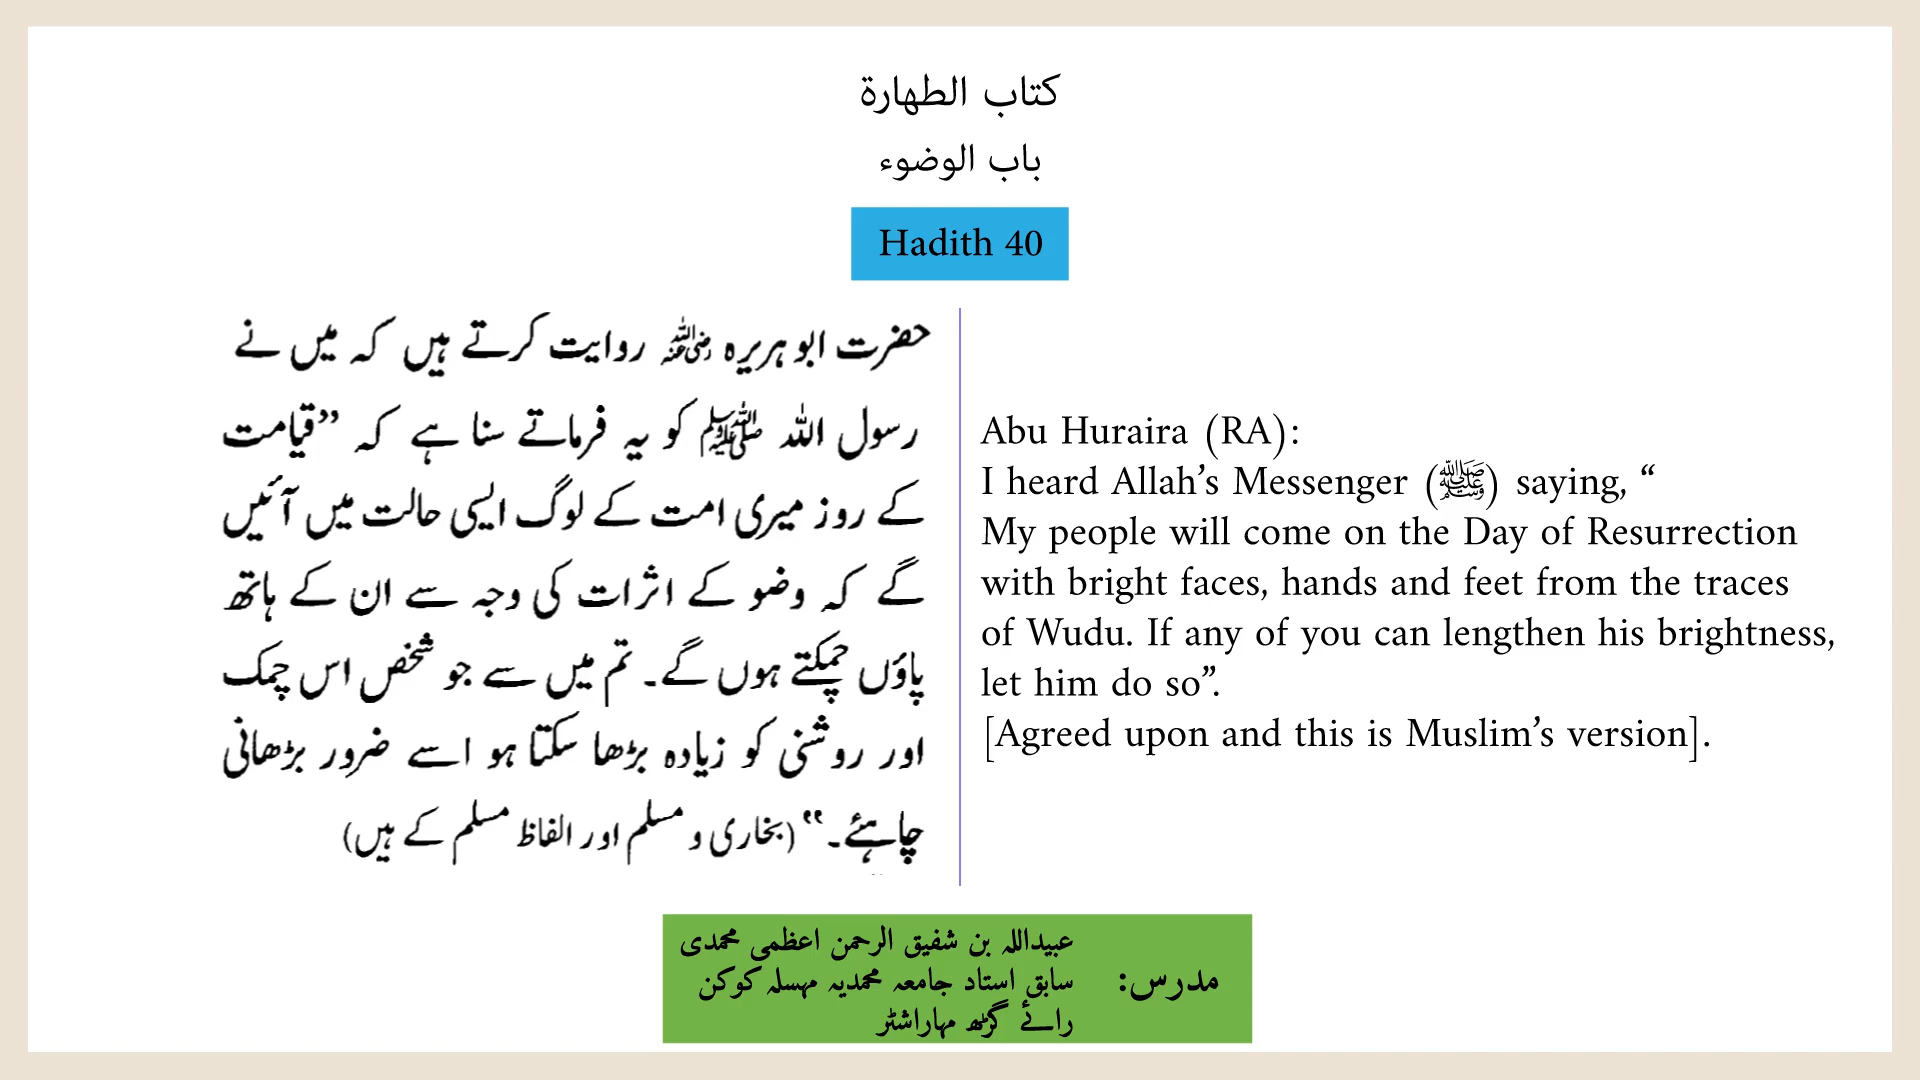 كتاب الطهارة
باب الوضوء
Hadith 40
حضرت ابو ہریرہ رضی اللہ عنہ روایت کرتے ہیں کہ میں نے
رسول اللہ ﷺ کو یہ فرماتے سنا ہے کہ ”قیامت
کے روز میری امت کے لوگ ایسی حالت میں آئیں
گے کہ وضو کے اثرات کی وجہ سے ان کے ہاتھ
پاؤں چمکتے ہوں گے۔ تم میں سے جو شخص اس چمک
اور روشنی کو زیادہ بڑھا سکتا ہو اسے ضرور بڑھانی
چاہئے۔“ (بخاری و مسلم اور الفاظ مسلم کے ہیں)
Abu Huraira (RA):
I heard Allah’s Messenger (ﷺ) saying, “
My people will come on the Day of Resurrection
with bright faces, hands and feet from the traces
of Wudu. If any of you can lengthen his brightness,
let him do so”.
[Agreed upon and this is Muslim’s version].
مدرس:
عبیداللہ بن شفیق الرحمن اعظمی محمدی
سابق استاد جامعہ محمدیہ مہسلہ کوکن
رائے گڑھ مہاراشٹر